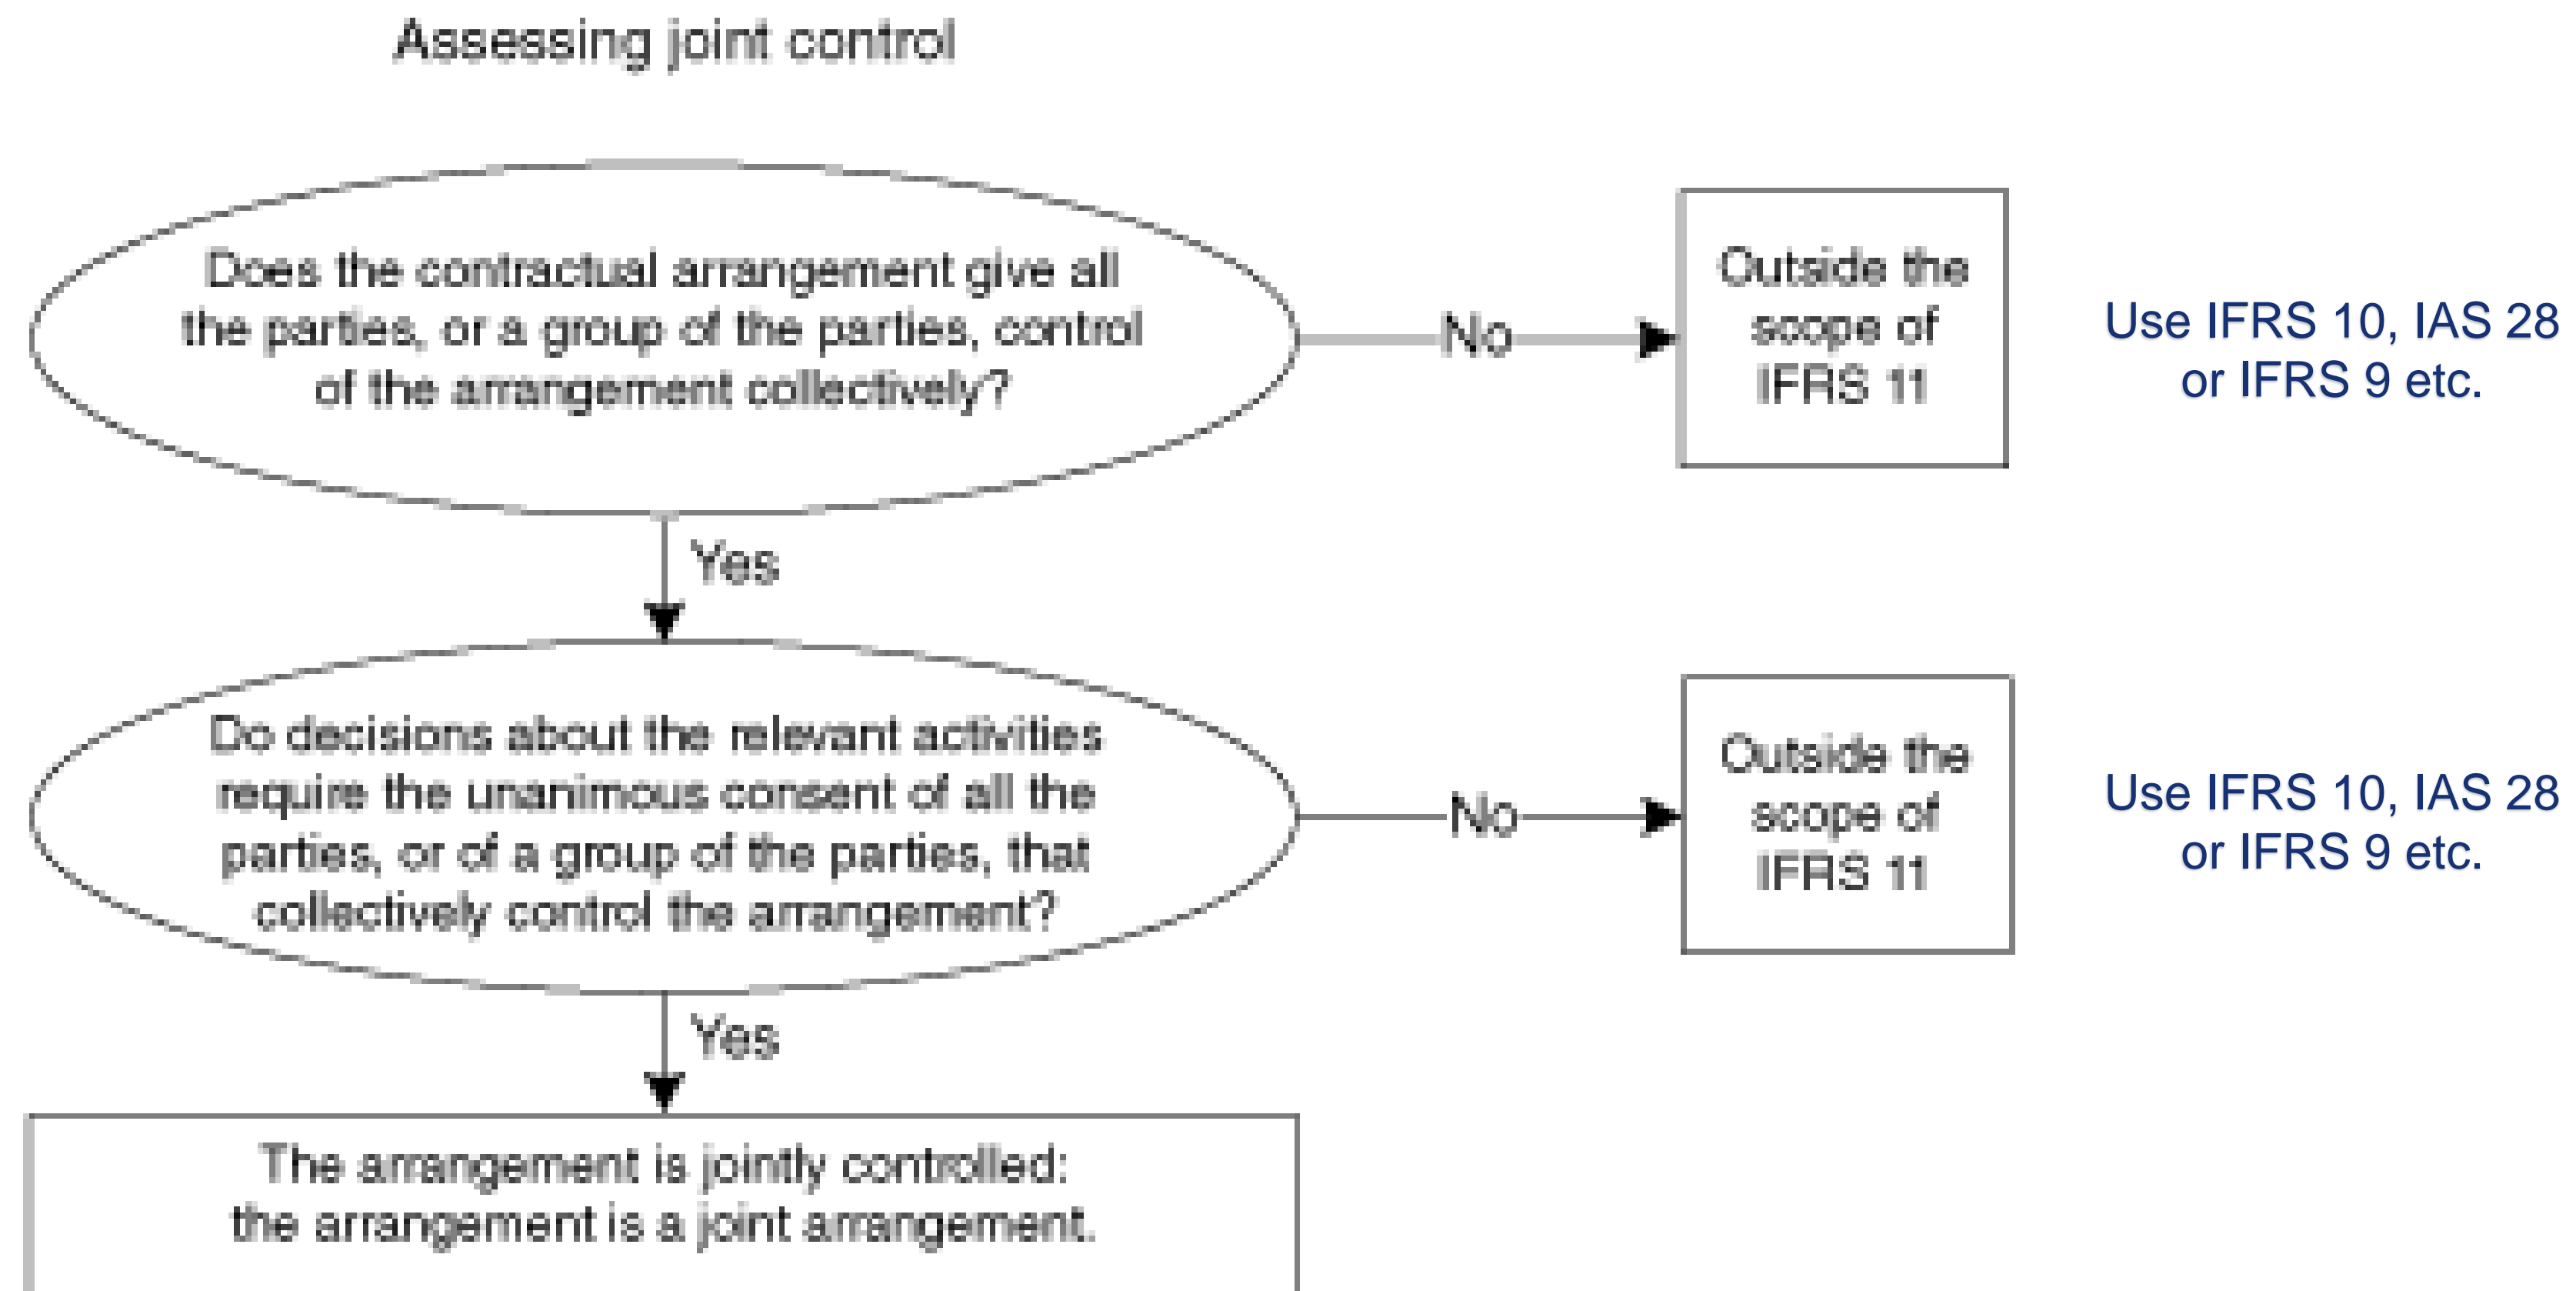 Assessing joint control
Does the contractual arrangement give all
the parties, or a group of the parties, control
of the arrangement collectively?
No
Outside the
scope of
IFRS 11
Use IFRS 10, IAS 28
or IFRS 9 etc.
Yes
Do decisions about the relevant activities
require the unanimous consent of all the
parties, or of a group of the parties, that
collectively control the arrangement?
No
Outside the
scope of
IFRS 11
Use IFRS 10, IAS 28
or IFRS 9 etc.
Yes
The arrangement is jointly controlled:
the arrangement is a joint arrangement.